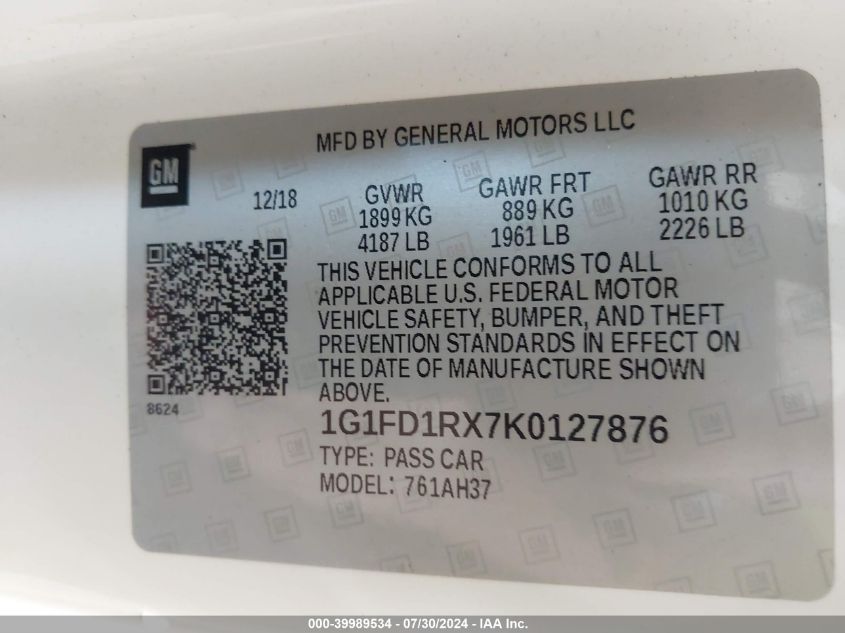 MFD BY GENERAL MOTORS LLC
GM
12/18
GVWR
1899 KG
4187 LB
GAWR FRT
889 KG
1961 LB
GAWR RR
1010 KG
2226 LB
THIS VEHICLE CONFORMS TO ALL
APPLICABLE U.S. FEDERAL MOTOR
VEHICLE SAFETY, BUMPER, AND THEFT
PREVENTION STANDARDS IN EFFECT ON
THE DATE OF MANUFACTURE SHOWN
ABOVE.
8624
1G1FD1RX7K0127876
TYPE: PASS CAR
MODEL: 761AH37
000-39989534 - 07/30/2024 - IAA Inc.